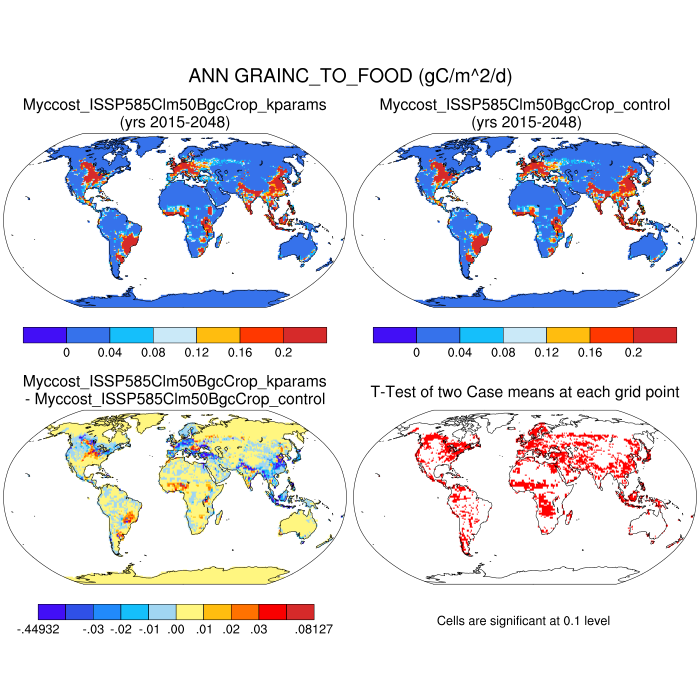 ANN GRAINC_TO_FOOD (gC/m^2/d)
Myccost_ISSP585Clm50BgcCrop_kparams
(yrs 2015-2048)
Myccost_ISSP585Clm50BgcCrop_control
(yrs 2015-2048)
0 0.04 0.08 0.12 0.16 0.2
0 0.04 0.08 0.12 0.16 0.2
Myccost_ISSP585Clm50BgcCrop_kparams
- Myccost_ISSP585Clm50BgcCrop_control
T-Test of two Case means at each grid point
-.44932 -.03 -.02 -.01 .00 .01 .02 .03 .08127
Cells are significant at 0.1 level